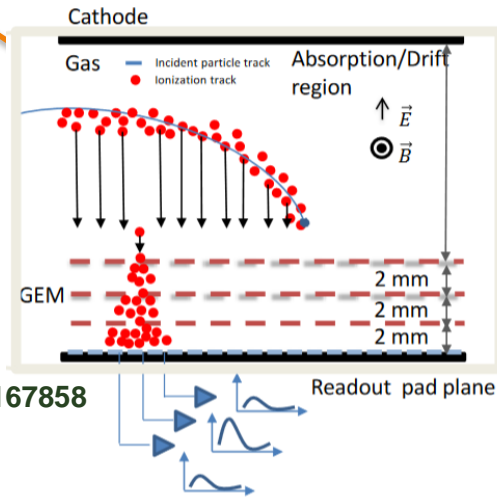 Cathode
Gas
Incident particle track
Ionization track
Absorption/Drift
region
E
B
GEM
2 mm
2 mm
2 mm
Readout pad plane
167858